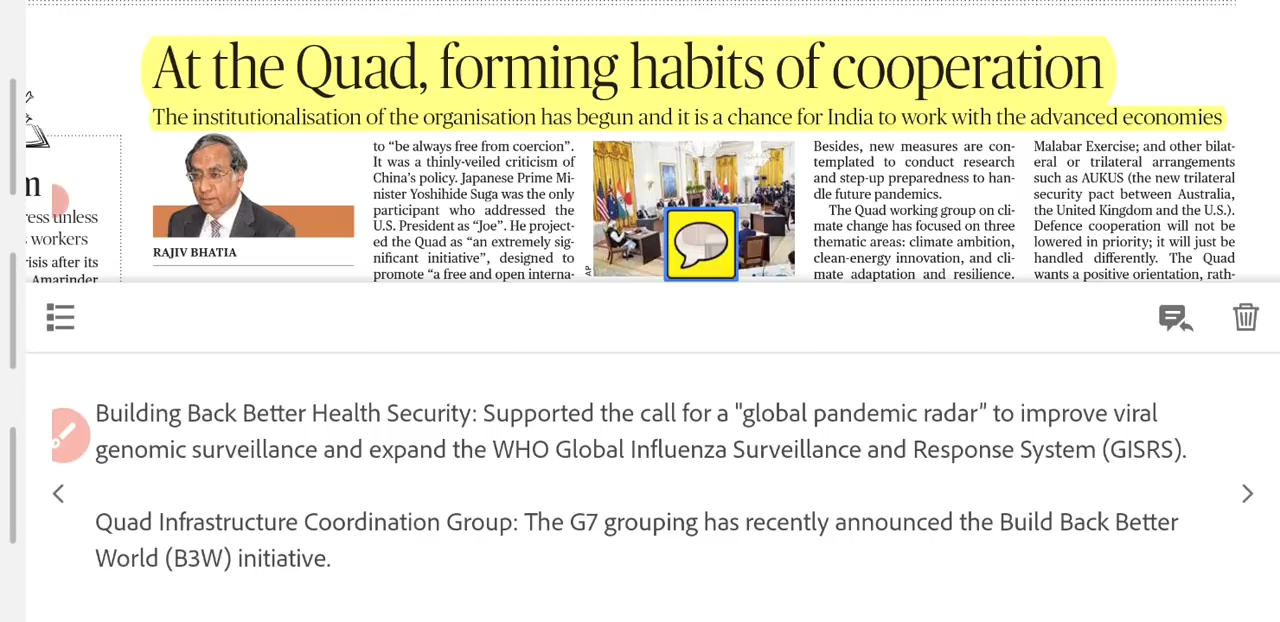 At the Quad, forming habits of cooperation
The institutionalisation of the organisation has begun and it is a chance for India to work with the advanced economies
m
ress unless
workers
risis after its
Amarinder
RAJIV BHATIA
to “be always free from coercion”.
It was a thinly-veiled criticism of
China’s policy. Japanese Prime Mi-
nister Yoshihide Suga was the only
participant who addressed the
U.S. President as “Joe”. He project-
ed the Quad as “an extremely sig-
nificant initiative”, designed to
promote “a free and open interna-
AP
Besides, new measures are con-
templated to conduct research
and step-up preparedness to han-
dle future pandemics.
The Quad working group on cli-
mate change has focused on three
thematic areas: climate ambition,
clean-energy innovation, and cli-
mate adaptation and resilience.
Malabar Exercise; and other bilat-
eral or trilateral arrangements
such as AUKUS (the new trilateral
security pact between Australia,
the United Kingdom and the U.S.).
Defence cooperation will not be
lowered in priority; it will just be
handled differently. The Quad
wants a positive orientation, rath-
Building Back Better Health Security: Supported the call for a "global pandemic radar” to improve viral
genomic surveillance and expand the WHO Global Influenza Surveillance and Response System (GISRS).
Quad Infrastructure Coordination Group: The G7 grouping has recently announced the Build Back Better
World (B3W) initiative.